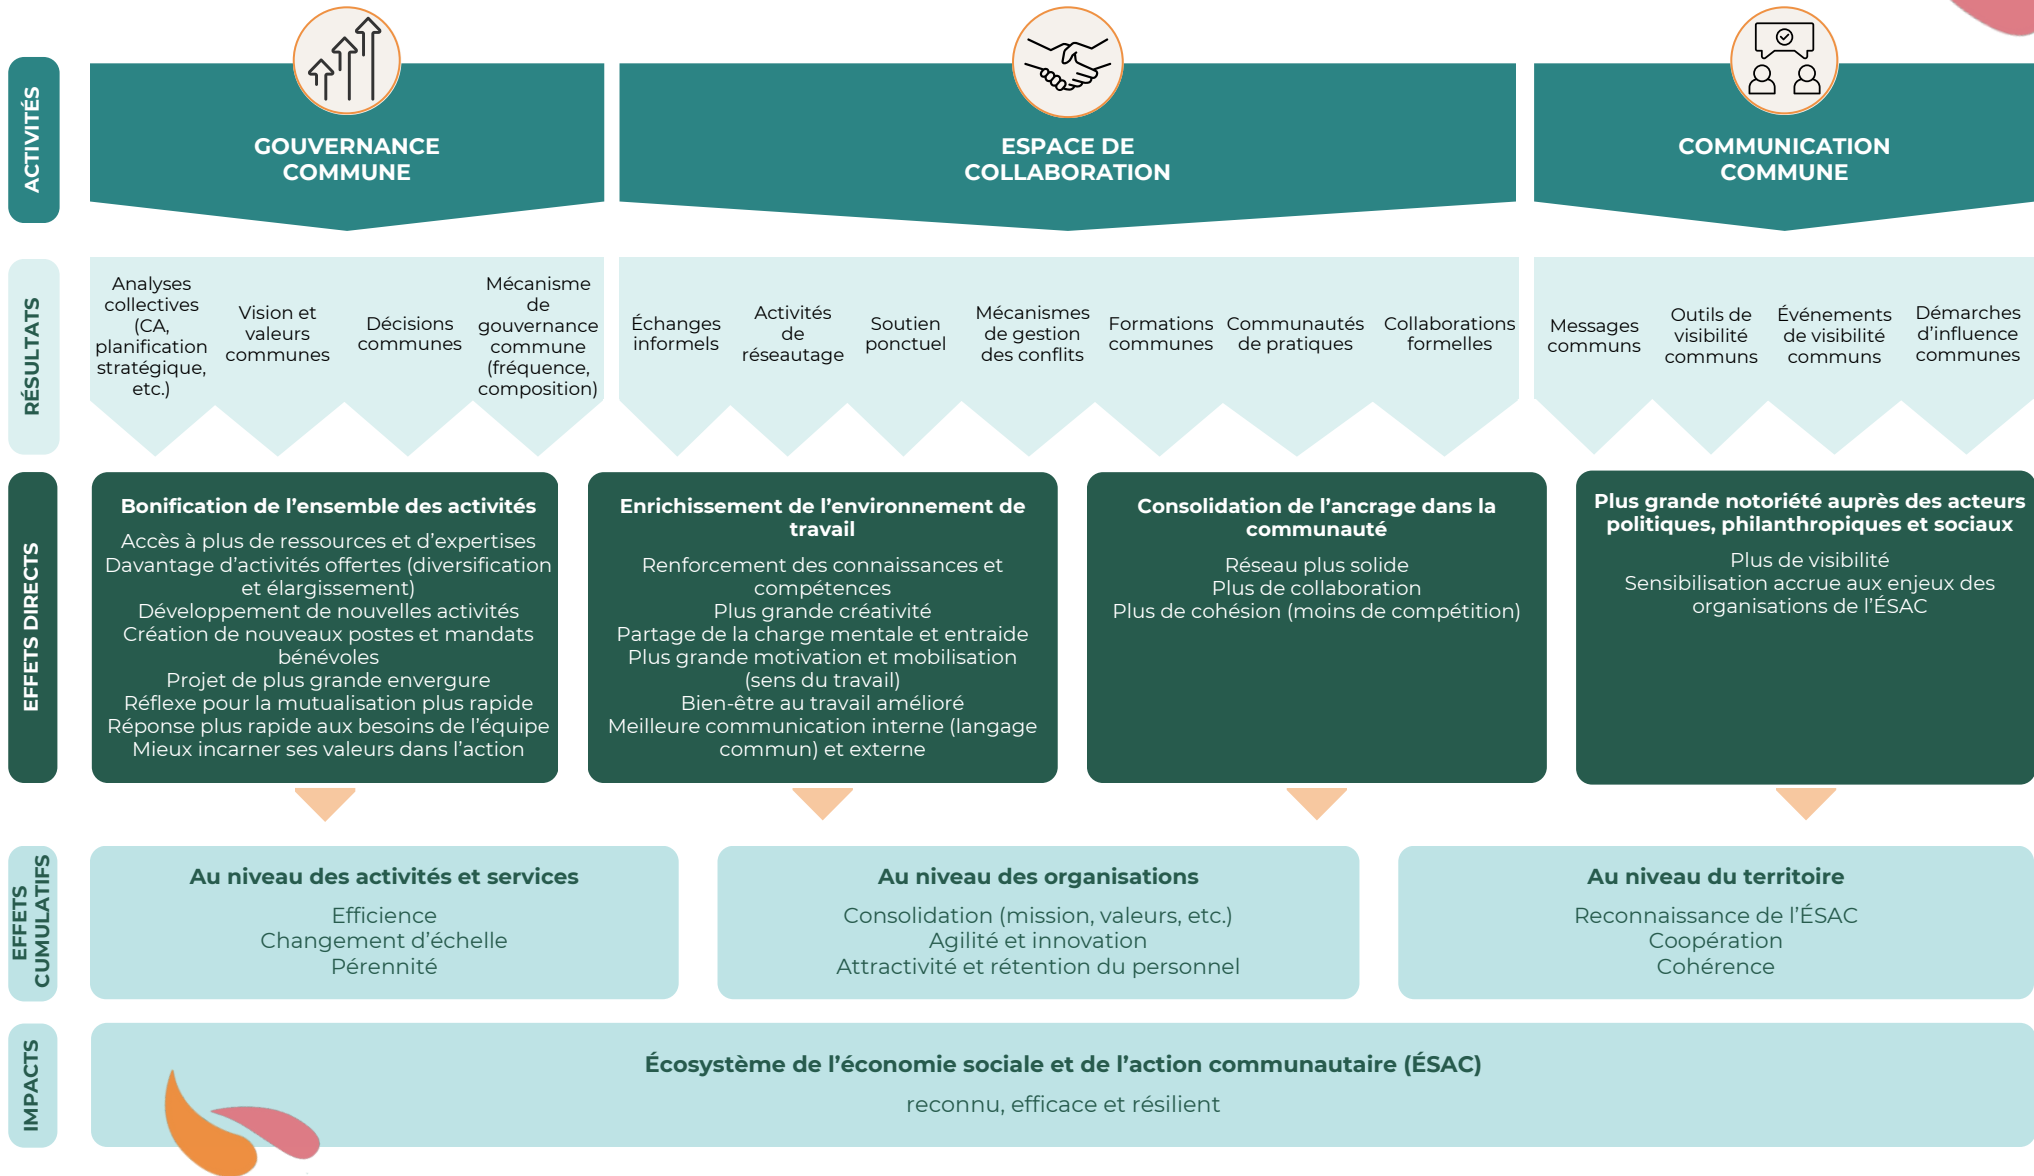 ACTIVITÉS
GOUVERNANCE
COMMUNE
ESPACE DE
COLLABORATION
COMMUNICATION
COMMUNE
RÉSULTATS
Analyses
collectives
(CA,
planification
stratégique,
etc.)
Vision et
valeurs
communes
Décisions
communes
Mécanisme
de
gouvernance
commune
(fréquence,
composition)
Échanges
informels
Activités
de
réseautage
Soutien
ponctuel
Mécanismes
de gestion
des conflits
Formations
communes
Communautés
de pratiques
Collaborations
formelles
Messages
communs
Outils de
visibilité
communs
Événements
de visibilité
communs
Démarches
d’influence
communes
EFFETS DIRECTS
Bonification de l’ensemble des activités
Accès à plus de ressources et d’expertises
Davantage d’activités offertes (diversification
et élargissement)
Développement de nouvelles activités
Création de nouveaux postes et mandats
bénévoles
Projet de plus grande envergure
Réflexe pour la mutualisation plus rapide
Réponse plus rapide aux besoins de l’équipe
Mieux incarner ses valeurs dans l’action
Enrichissement de l’environnement de
travail
Renforcement des connaissances et
compétences
Plus grande créativité
Partage de la charge mentale et entraide
Plus grande motivation et mobilisation
(sens du travail)
Bien-être au travail amélioré
Meilleure communication interne (langage
commun) et externe
Consolidation de l’ancrage dans la
communauté
Réseau plus solide
Plus de collaboration
Plus de cohésion (moins de compétition)
Plus grande notoriété auprès des acteurs
politiques, philanthropiques et sociaux
Plus de visibilité
Sensibilisation accrue aux enjeux des
organisations de l’ÉSAC
EFFETS
CUMULATIFS
Au niveau des activités et services
Efficience
Changement d’échelle
Pérennité
Au niveau des organisations
Consolidation (mission, valeurs, etc.)
Agilité et innovation
Attractivité et rétention du personnel
Au niveau du territoire
Reconnaissance de l’ÉSAC
Coopération
Cohérence
IMPACTS
Écosystème de l’économie sociale et de l’action communautaire (ÉSAC)
reconnu, efficace et résilient